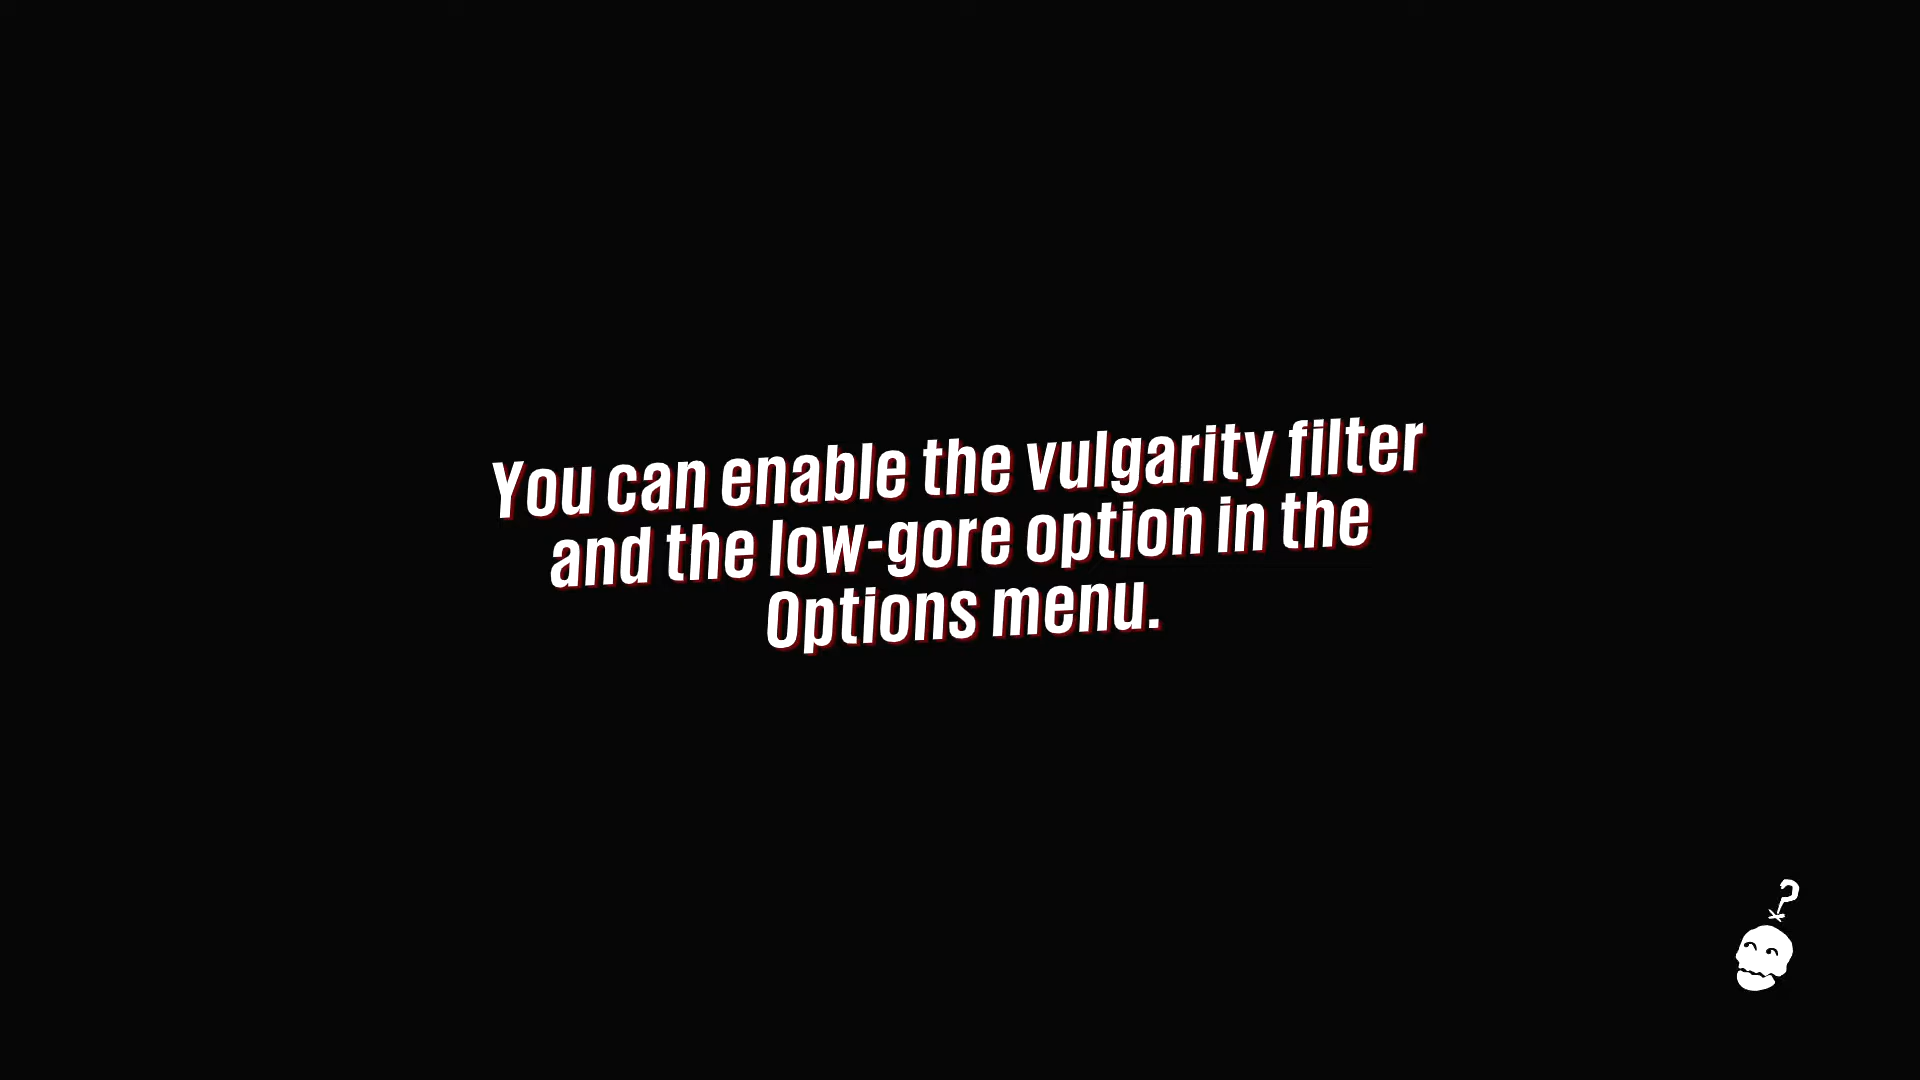 You can enable the vulgarity filter
and the low-gore option in the
Options menu.
?